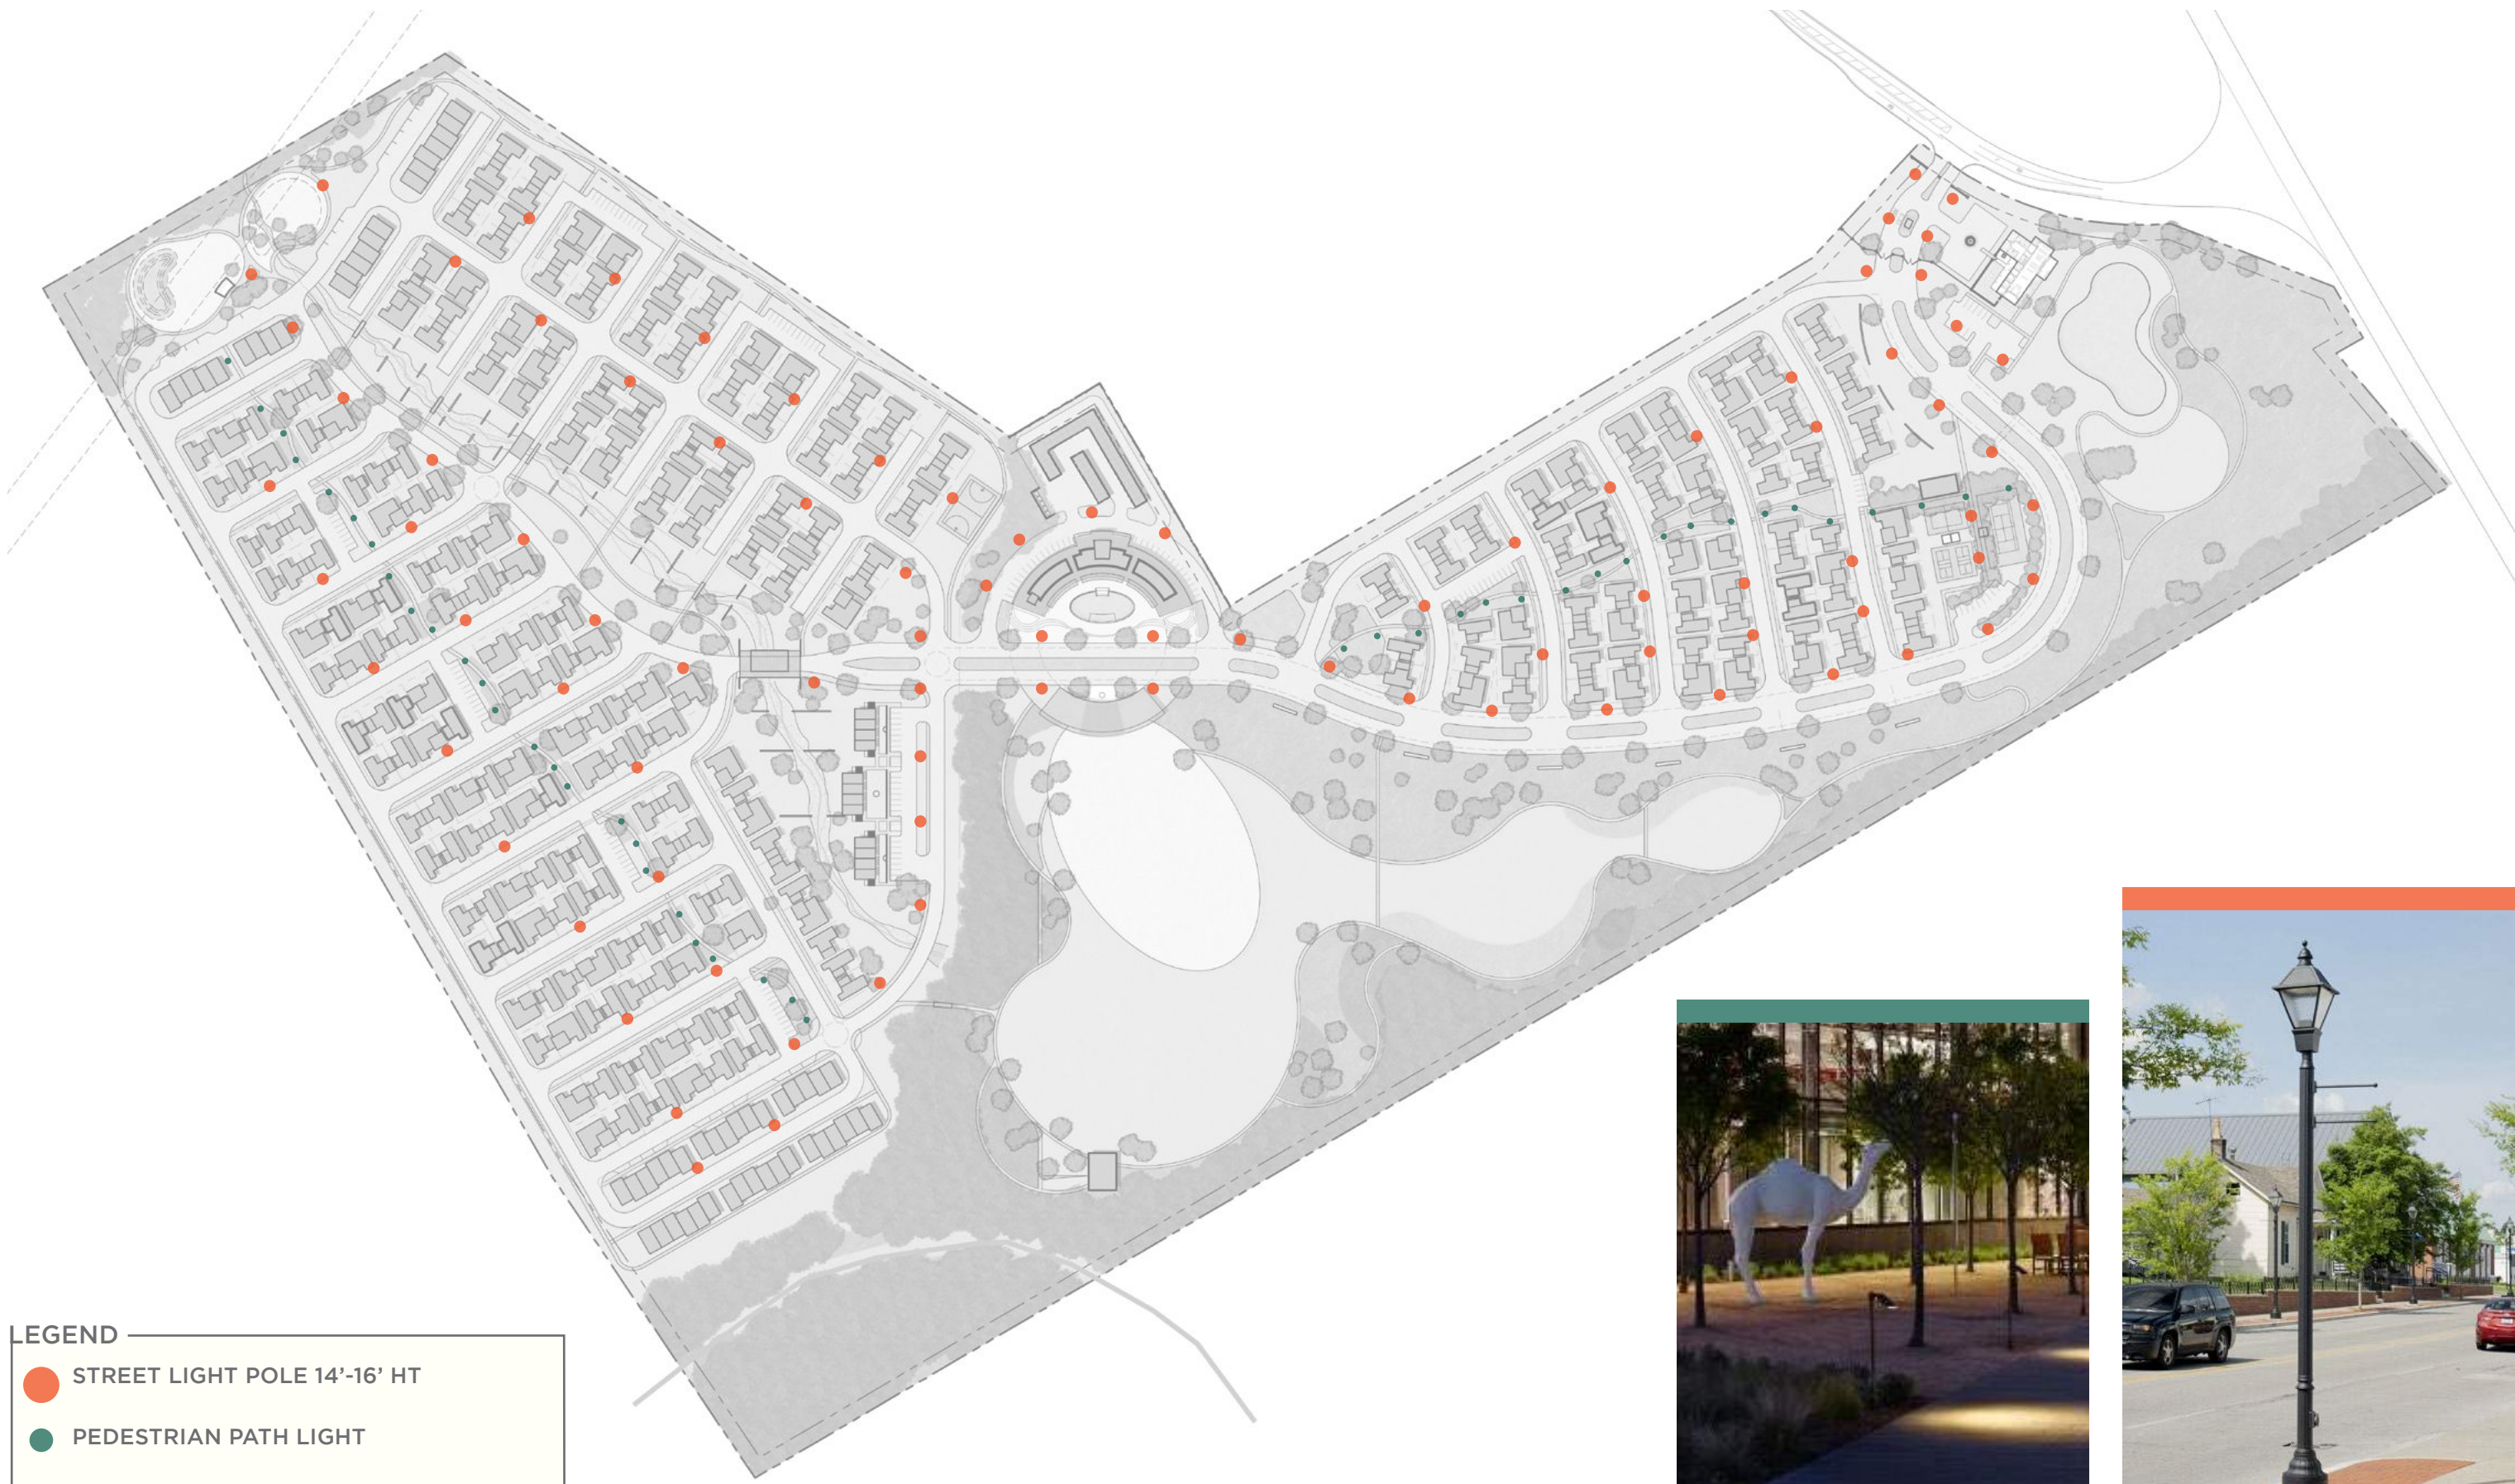 LEGEND
STREET LIGHT POLE 14’-16’ HT
PEDESTRIAN PATH LIGHT